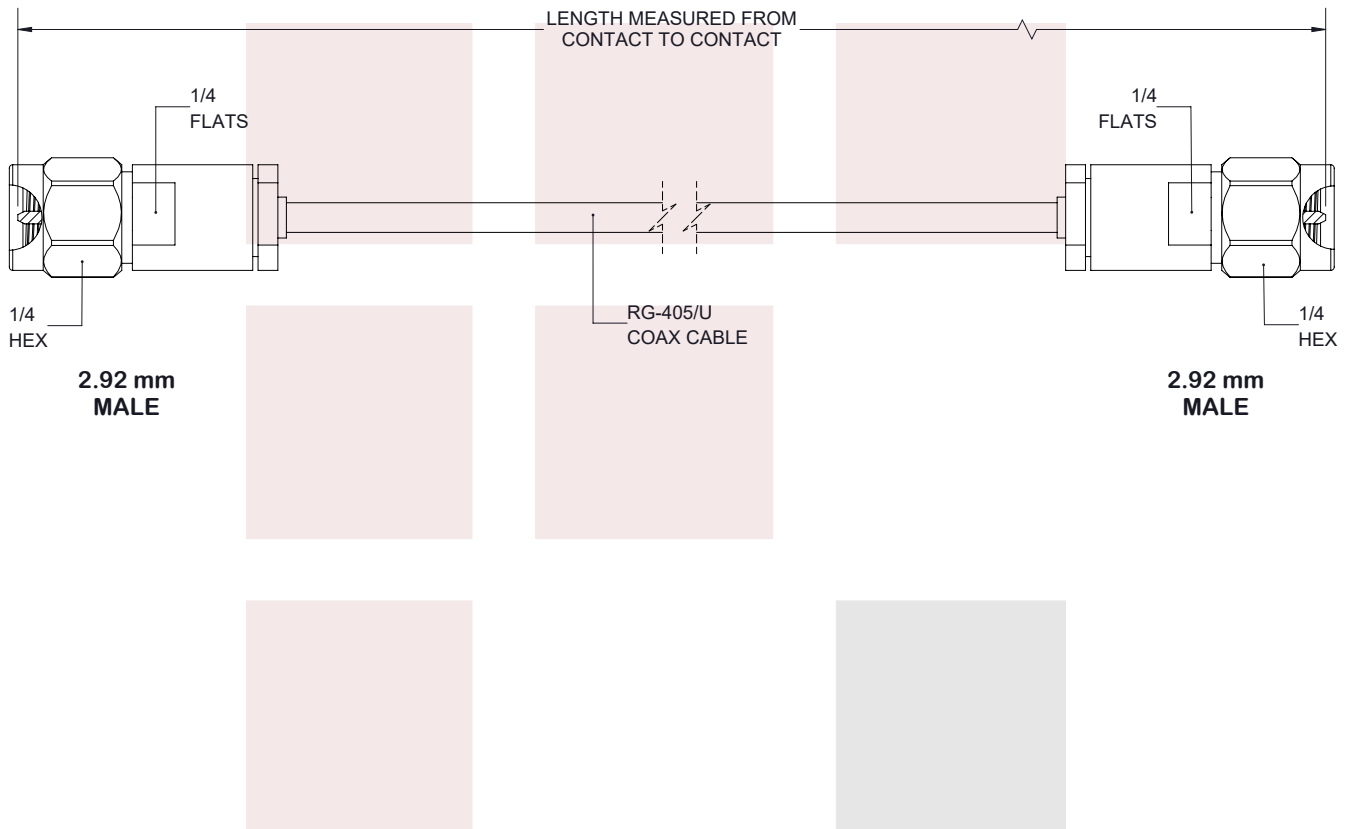 LENGTH MEASURED FROM
CONTACT TO CONTACT
1/4
FLATS
1/4
FLATS
1/4
HEX
RG-405/U
COAX CABLE
1/4
HEX
2.92 mm
MALE
2.92 mm
MALE